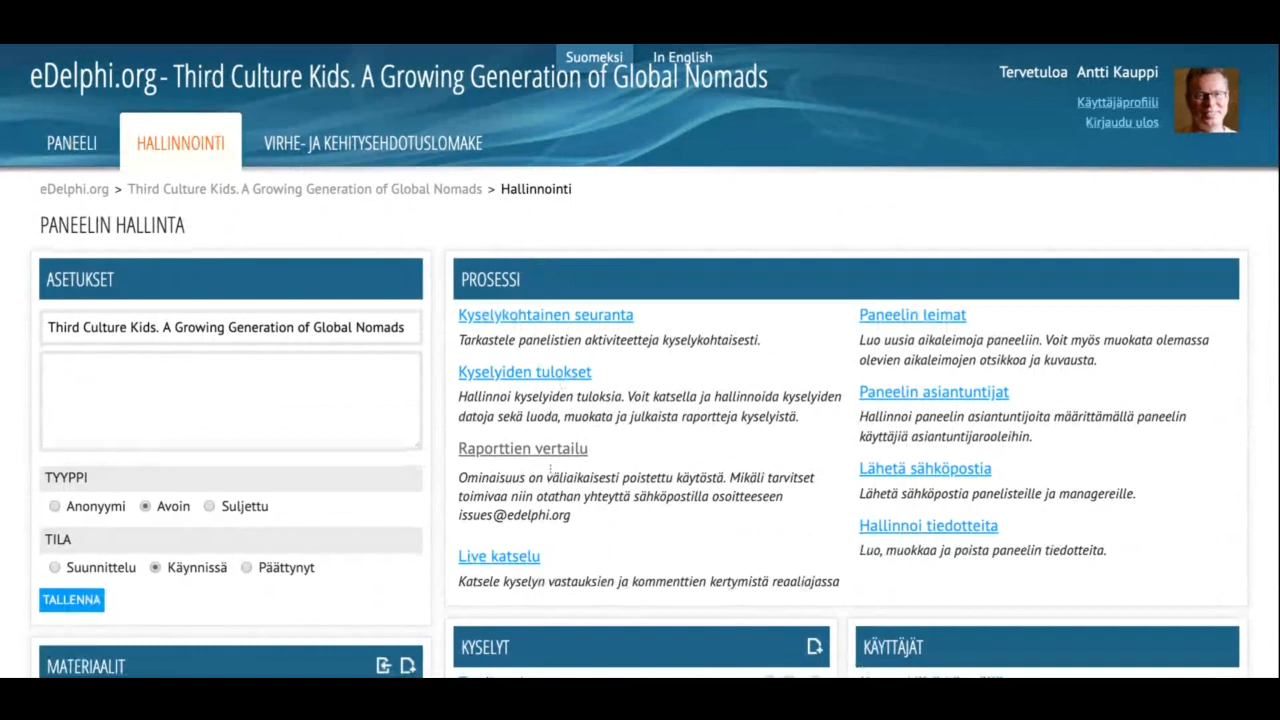 Suomeksi In English
eDelphi.org - Third Culture Kids. A Growing Generation of Global Nomads
Tervetuloa Antti Kauppi
Käyttäjäprofiili
Kirjaudu ulos
PANEELI HALLINNOINTI VIRHE- JA KEHITYSEHDOTUSLOMAKE
eDelphi.org > Third Culture Kids. A Growing Generation of Global Nomads > Hallinnointi
PANEELIN HALLINTA
ASETUKSET
Third Culture Kids. A Growing Generation of Global Nomads
TYYPPI
Anonyymi Avoin Suljettu
TILA
Suunnittelu Käynnissä Päättynyt
TALLENNA
MATERIAALIT
PROSESSI
Kyselykohtainen seuranta
Tarkastele panelistien aktiviteetteja kyselykohtaisesti.
Kyselyiden tulokset
Hallinnoi kyselyiden tuloksia. Voit katsella ja hallinnoida kyselyiden
datoja sekä luoda, muokata ja julkaista raportteja kyselyistä.
Raporttien vertailu
Ominaisuus on väliaikaisesti poistettu käytöstä. Mikäli tarvitset
toimivaa niin otathan yhteyttä sähköpostilla osoitteeseen
issues@edelphi.org
Live katselu
Katsele kyselyn vastauksien ja kommenttien kertymistä reaaliajassa
Paneelin leimat
Luo uusia aikaleimoja paneeliin. Voit myös muokata olemassa
olevien aikaleimojen otsikkoa ja kuvausta.
Paneelin asiantuntijat
Hallinnoi paneelin asiantuntijoita määrittämällä paneelin
käyttäjiä asiantuntijarooleihin.
Lähetä sähköpostia
Lähetä sähköpostia panelisteille ja managereille.
Hallinnoi tiedotteita
Luo, muokkaa ja poista paneelin tiedotteita.
KYSELYT
KÄYTTÄJÄT